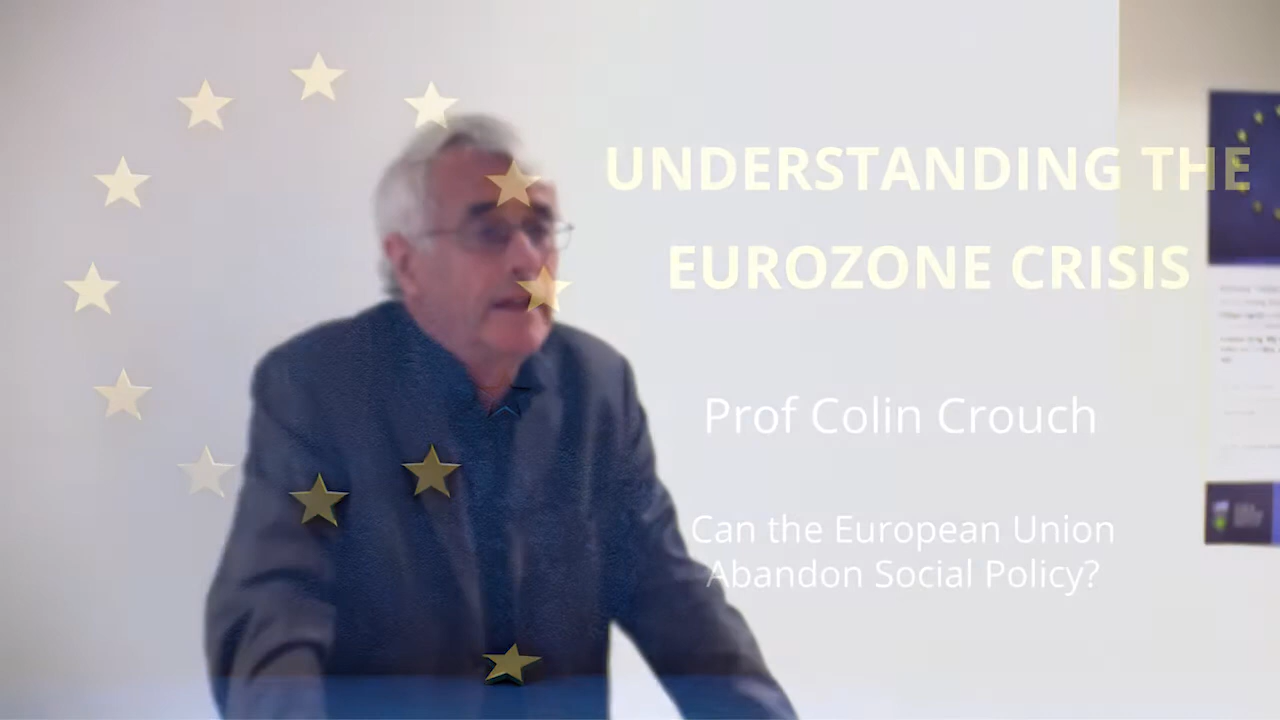 UNDERSTANDING THE
EUROZONE CRISIS
Prof Colin Crouch
Can the European Union
Abandon Social Policy?